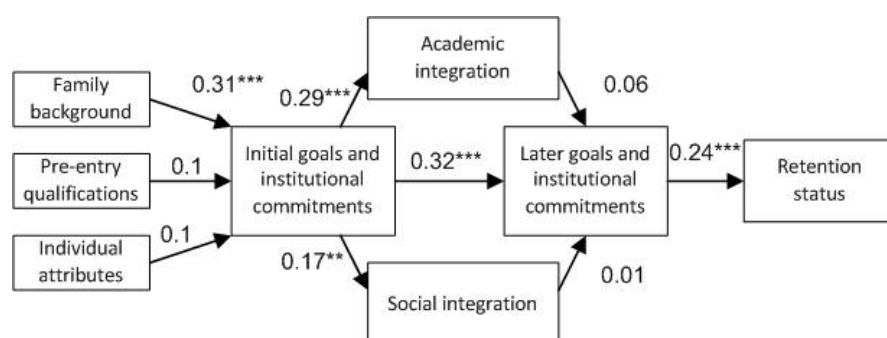 Family
background
0.31***
Pre-entry
qualifications
0.1
Individual
attributes
0.1
Initial goals and
institutional
commitments
0.29***
Academic
integration
0.06
0.32***
0.17**
Social integration
0.01
Later goals and
institutional
commitments
0.24***
Retention
status